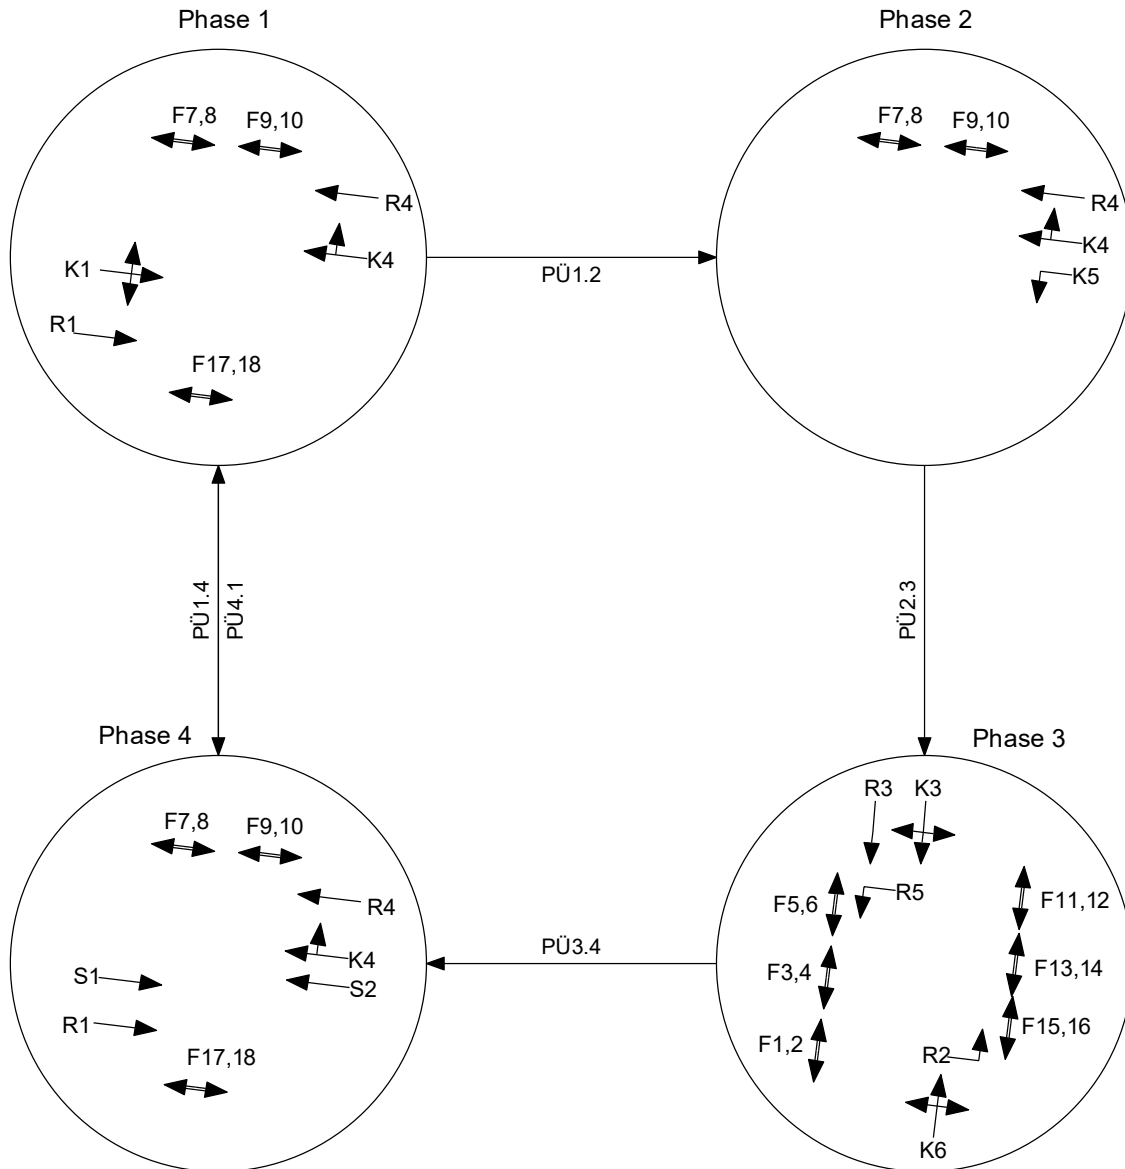 Phase 1
F7,8
F9,10
R4
K4
K1
R1
F17,18
PÜ1.2
Phase 2
F7,8
F9,10
R4
K4
K5
PÜ1.4
PÜ4.1
PÜ2.3
Phase 4
F7,8
F9,10
R4
K4
S1
S2
R1
F17,18
PÜ3.4
Phase 3
R3
K3
R5
F5,6
F11,12
F3,4
F13,14
F1,2
F15,16
R2
K6